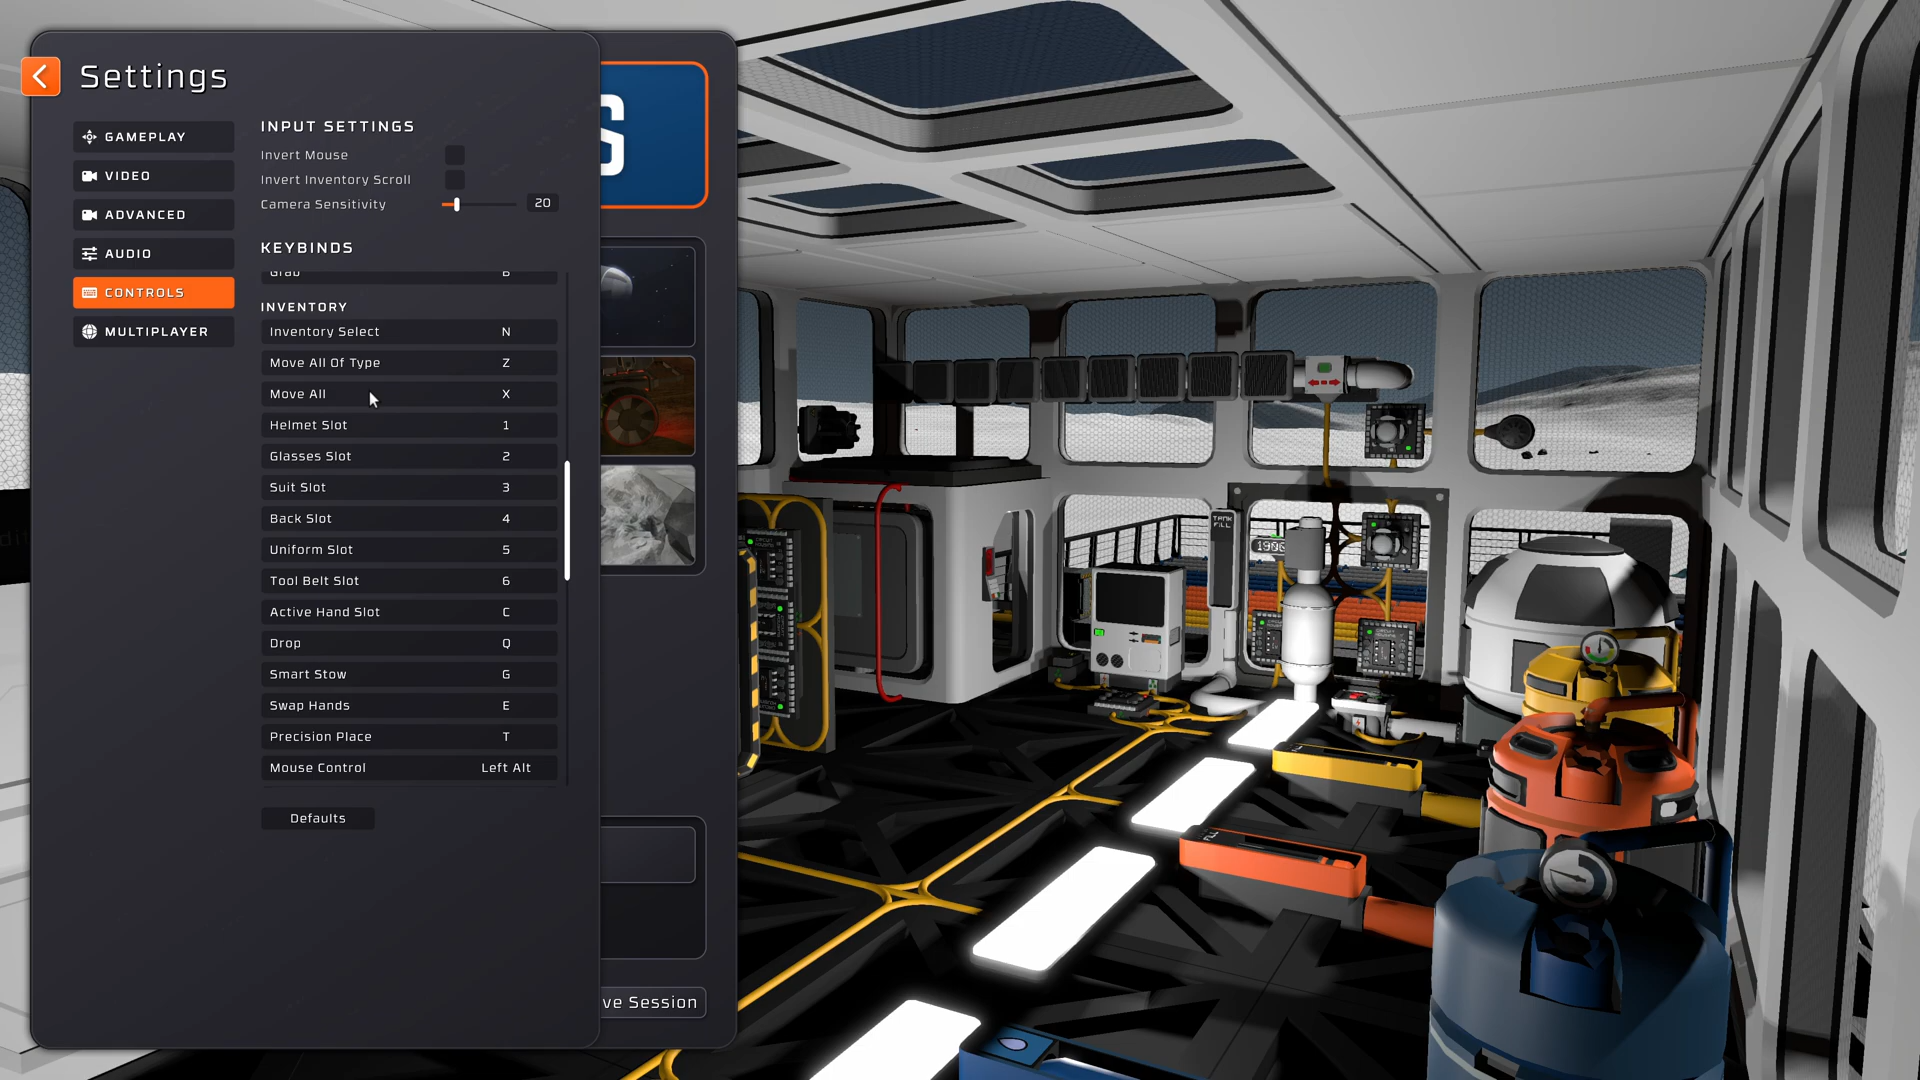 Settings
GAMEPLAY
VIDEO
ADVANCED
AUDIO
CONTROLS
MULTIPLAYER
INPUT SETTINGS
Invert Mouse
Invert Inventory Scroll
Camera Sensitivity 20
KEYBINDS
Grab B
INVENTORY
Inventory Select N
Move All Of Type Z
Move All X
Helmet Slot 1
Glasses Slot 2
Suit Slot 3
Back Slot 4
Uniform Slot 5
Tool Belt Slot 6
Active Hand Slot C
Drop Q
Smart Stow G
Swap Hands E
Precision Place T
Mouse Control Left Alt
Defaults
S
ve Session
TANK
FILL